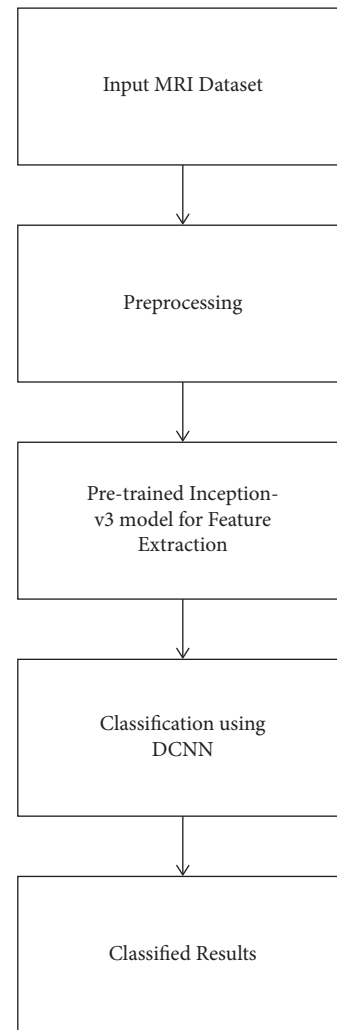 Input MRI Dataset
Preprocessing
Pre-trained Inception-
v3 model for Feature
Extraction
Classification using
DCNN
Classified Results